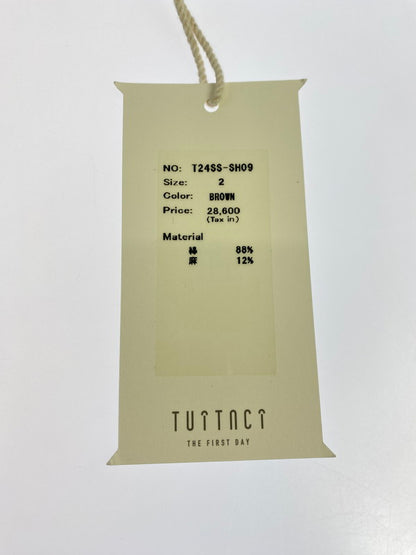 NO: T24SS-SH09
Size: 2
Color: BROWN
Price: 28,600
(Tax in)
Material
綿 88%
麻 12%
TUITACI
THE FIRST DAY